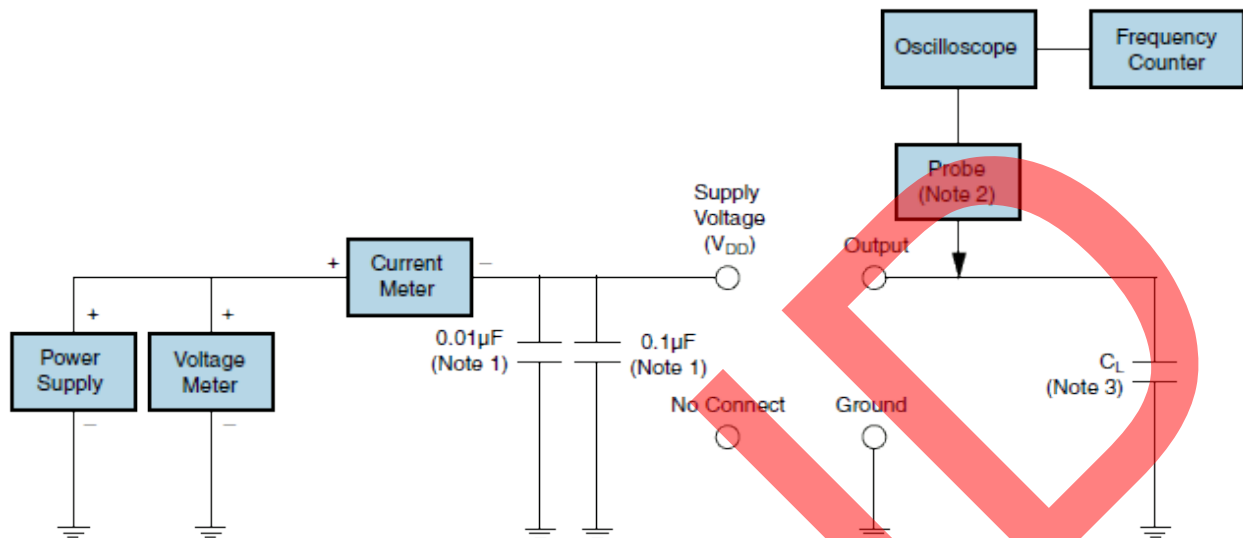 Oscilloscope
Frequency
Counter
Probe
(Note 2)
Supply
Voltage
(VDD)
Output
+
Current
Meter
–
+
Power
Supply
–
+
Voltage
Meter
–
0.01µF
(Note 1)
0.1µF
(Note 1)
CL
(Note 3)
No Connect
Ground